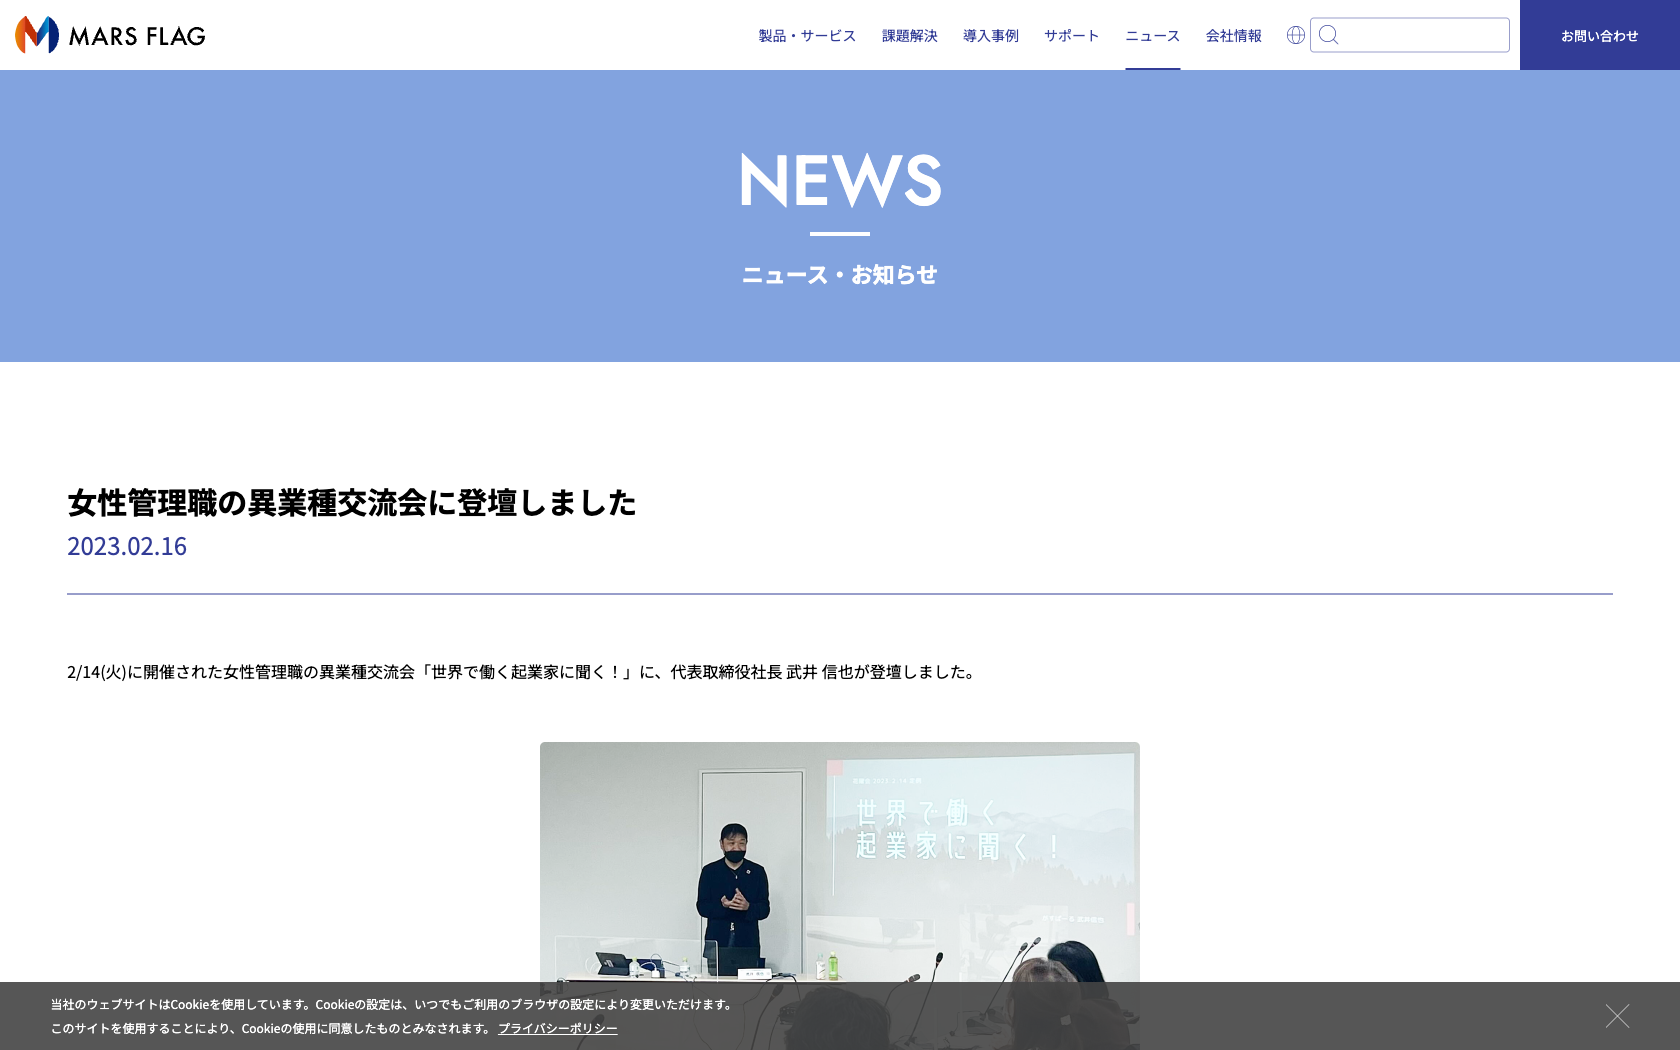 MARS FLAG
製品・サービス 課題解決 導入事例 サポート ニュース 会社情報 お問い合わせ
NEWS
ニュース・お知らせ
女性管理職の異業種交流会に登壇しました
2023.02.16
2/14(火)に開催された女性管理職の異業種交流会「世界で働く起業家に聞く！」に、代表取締役社長 武井 信也が登壇しました。
世界で働く
起業家に聞く！
当社のウェブサイトはCookieを使用しています。Cookieの設定は、いつでもご利用のブラウザの設定により変更いただけます。
このサイトを使用することにより、Cookieの使用に同意したものとみなされます。 プライバシーポリシー